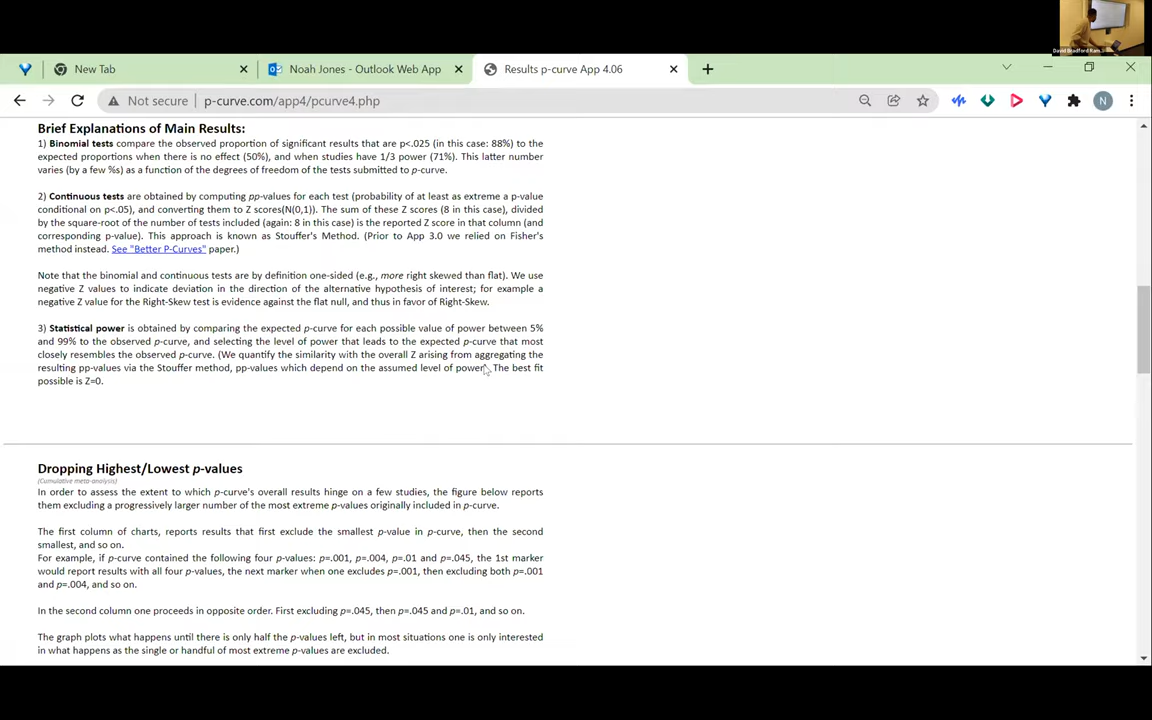 David Bradford Ram...
New Tab
Noah Jones - Outlook Web App
Results p-curve App 4.06
Not secure
p-curve.com/app4/pcurve4.php
N
Brief Explanations of Main Results:
1) Binomial tests compare the observed proportion of significant results that are p<.025 (in this case: 88%) to the
expected proportions when there is no effect (50%), and when studies have 1/3 power (71%). This latter number
varies (by a few %s) as a function of the degrees of freedom of the tests submitted to p-curve.
2) Continuous tests are obtained by computing pp-values for each test (probability of at least as extreme a p-value
conditional on p<.05), and converting them to Z scores(N(0,1)). The sum of these Z scores (8 in this case), divided
by the square-root of the number of tests included (again: 8 in this case) is the reported Z score in that column (and
corresponding p-value). This approach is known as Stouffer's Method. (Prior to App 3.0 we relied on Fisher's
method instead. See "Better P-Curves" paper.)
Note that the binomial and continuous tests are by definition one-sided (e.g., more right skewed than flat). We use
negative Z values to indicate deviation in the direction of the alternative hypothesis of interest; for example a
negative Z value for the Right-Skew test is evidence against the flat null, and thus in favor of Right-Skew.
3) Statistical power is obtained by comparing the expected p-curve for each possible value of power between 5%
and 99% to the observed p-curve, and selecting the level of power that leads to the expected p-curve that most
closely resembles the observed p-curve. (We quantify the similarity with the overall Z arising from aggregating the
resulting pp-values via the Stouffer method, pp-values which depend on the assumed level of power. The best fit
possible is Z=0.
Dropping Highest/Lowest p-values
(Cumulative meta-analysis)
In order to assess the extent to which p-curve's overall results hinge on a few studies, the figure below reports
them excluding a progressively larger number of the most extreme p-values originally included in p-curve.
The first column of charts, reports results that first exclude the smallest p-value in p-curve, then the second
smallest, and so on.
For example, if p-curve contained the following four p-values: p=.001, p=.004, p=.01 and p=.045, the 1st marker
would report results with all four p-values, the next marker when one excludes p=.001, then excluding both p=.001
and p=.004, and so on.
In the second column one proceeds in opposite order. First excluding p=.045, then p=.045 and p=.01, and so on.
The graph plots what happens until there is only half the p-values left, but in most situations one is only interested
in what happens as the single or handful of most extreme p-values are excluded.